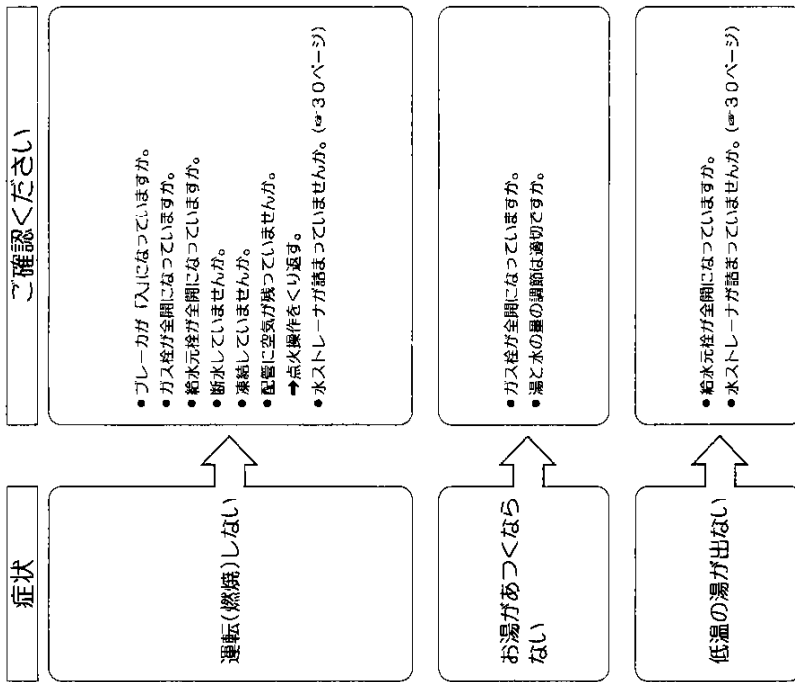 症状
ご確認ください
運転(燃焼)しない
●ブレーカが「入」になっていますか。
●ガス栓が全開になっていますか。
●給水元栓が全開になっていますか。
●断水していませんか。
●凍結していませんか。
●配管に空気が残っていませんか。
➡点火操作をくり返す。
●水ストレーナが詰まっていませんか。(☞30ページ)
お湯があつくなら
ない
●ガス栓が全開になっていますか。
●湯と水の量の調節は適切ですか。
低温の湯が出ない
●給水元栓が全開になっていますか。
●水ストレーナが詰まっていませんか。(☞30ページ)